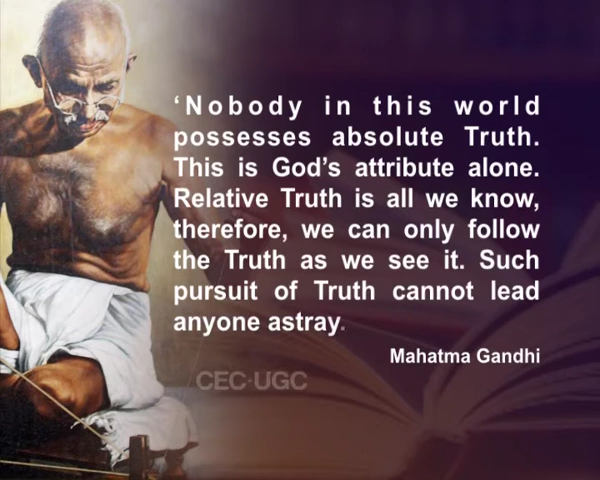 ‘Nobody in this world
possesses absolute Truth.
This is God’s attribute alone.
Relative Truth is all we know,
therefore, we can only follow
the Truth as we see it. Such
pursuit of Truth cannot lead
anyone astray.
Mahatma Gandhi
CEC-UGC